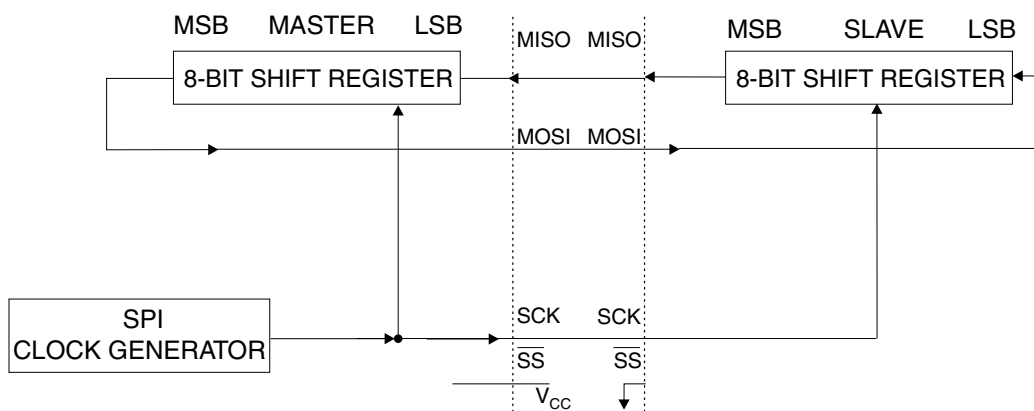 MSB MASTER LSB
8-BIT SHIFT REGISTER
MISO MISO
MSB SLAVE LSB
8-BIT SHIFT REGISTER
MOSI MOSI
SPI
CLOCK GENERATOR
SCK SCK
SS SS
VCC